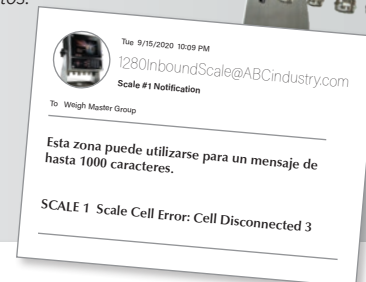 Tue 9/15/2020 10:09 PM
1280InboundScale@ABCindustry.com
Scale #1 Notification
To Weigh Master Group
Esta zona puede utilizarse para un mensaje de
hasta 1000 caracteres.
SCALE 1 Scale Cell Error: Cell Disconnected 3